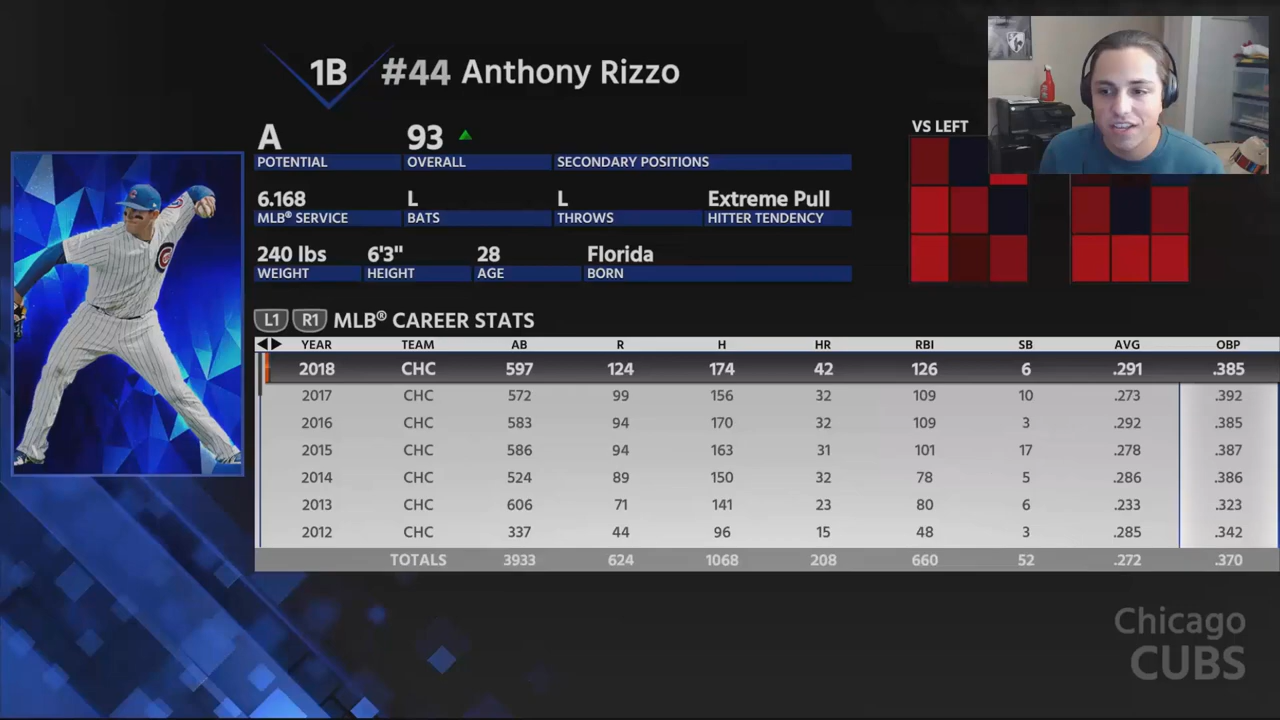 1B #44 Anthony Rizzo
A 93
POTENTIAL OVERALL SECONDARY POSITIONS
6.168 L L Extreme Pull
MLB® SERVICE BATS THROWS HITTER TENDENCY
240 lbs 6'3" 28 Florida
WEIGHT HEIGHT AGE BORN
VS LEFT
L1 R1 MLB® CAREER STATS
YEAR TEAM AB R H HR RBI SB AVG OBP
2018 CHC 597 124 174 42 126 6 .291 .385
2017 CHC 572 99 156 32 109 10 .273 .392
2016 CHC 583 94 170 32 109 3 .292 .385
2015 CHC 586 94 163 31 101 17 .278 .387
2014 CHC 524 89 150 32 78 5 .286 .386
2013 CHC 606 71 141 23 80 6 .233 .323
2012 CHC 337 44 96 15 48 3 .285 .342
TOTALS 3933 624 1068 208 660 52 .272 .370
Chicago
CUBS